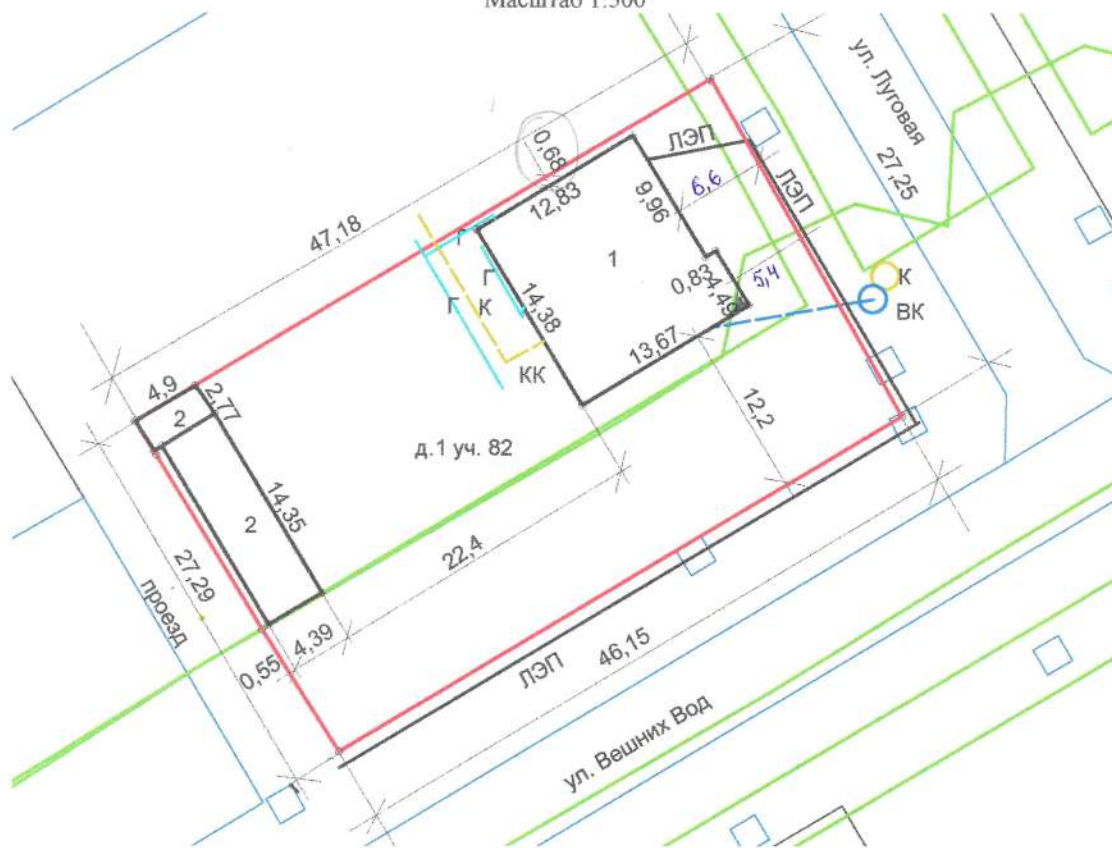 Масштаб 1:500
ул. Луговая
27,25
ЛЭП
ЛЭП
0,68
12,83
9,96
6,6
47,18
1
Г
Г
Г
К
14,38
0,83
4,49
5,4
К
ВК
13,67
КК
4,9
2,77
2
12,2
д.1 уч. 82
14,35
2
22,4
27,29
проезд
4,39
0,55
ЛЭП
46,15
ул. Вешних Вод